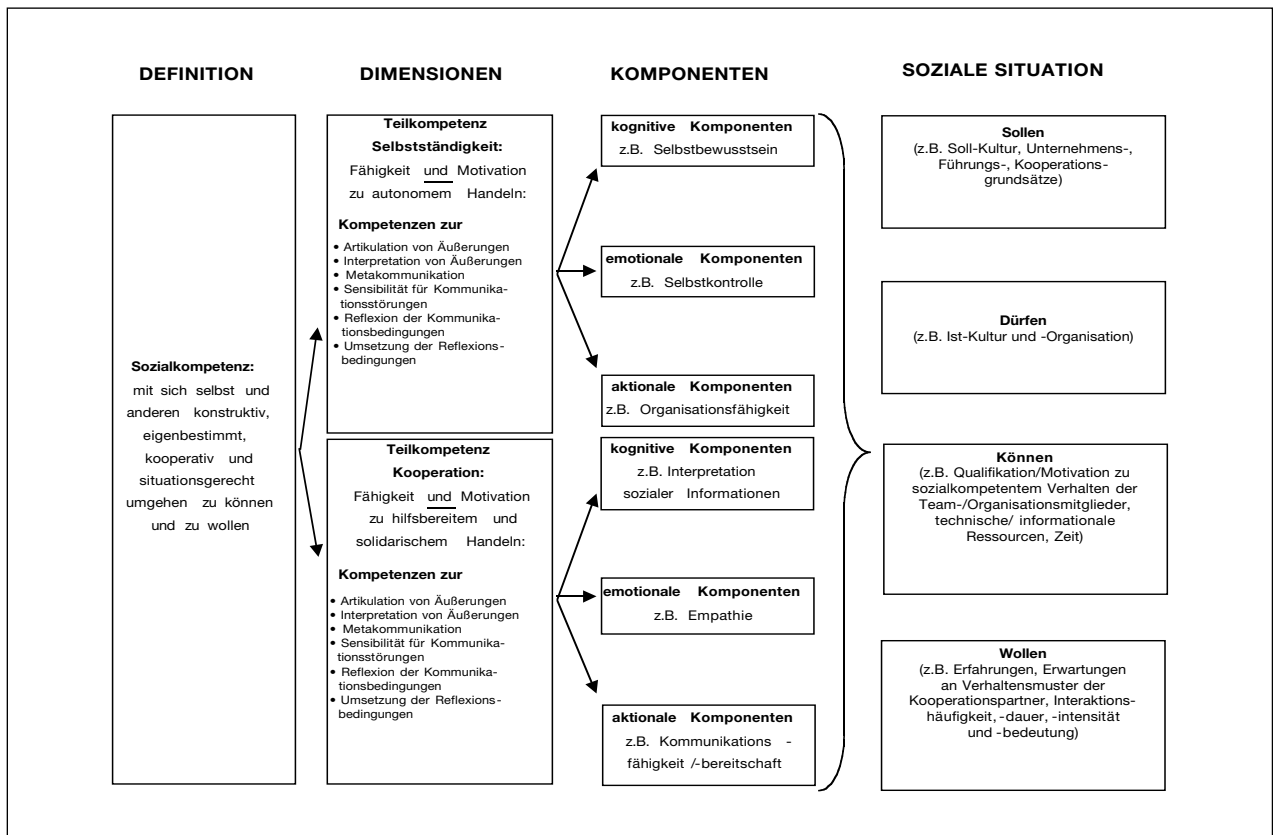 DEFINITION
DIMENSIONEN
KOMPONENTEN
SOZIALE SITUATION
Sozialkompetenz:
mit sich selbst und
anderen konstruktiv,
eigenbestimmt,
kooperativ und
situationsgerecht
umgehen zu können
und zu wollen
Teilkompetenz
Selbstständigkeit:
Fähigkeit und Motivation
zu autonomem Handeln:
Kompetenzen zur
• Artikulation von Äußerungen
• Interpretation von Äußerungen
• Metakommunikation
• Sensibilität für Kommunika-
tionsstörungen
• Reflexion der Kommunika-
tionsbedingungen
• Umsetzung der Reflexions-
bedingungen
Teilkompetenz
Kooperation:
Fähigkeit und Motivation
zu hilfsbereitem und
solidarischem Handeln:
Kompetenzen zur
• Artikulation von Äußerungen
• Interpretation von Äußerungen
• Metakommunikation
• Sensibilität für Kommunika-
tionsstörungen
• Reflexion der Kommunika-
tionsbedingungen
• Umsetzung der Reflexions-
bedingungen
kognitive Komponenten
z.B. Selbstbewusstsein
emotionale Komponenten
z.B. Selbstkontrolle
aktionale Komponenten
z.B. Organisationsfähigkeit
kognitive Komponenten
z.B. Interpretation
sozialer Informationen
emotionale Komponenten
z.B. Empathie
aktionale Komponenten
z.B. Kommunikations -
fähigkeit /-bereitschaft
Sollen
(z.B. Soll-Kultur, Unternehmens-,
Führungs-, Kooperations-
grundsätze)
Dürfen
(z.B. Ist-Kultur und -Organisation)
Können
(z.B. Qualifikation/Motivation zu
sozialkompetentem Verhalten der
Team-/Organisationsmitglieder,
technische/ informationale
Ressourcen, Zeit)
Wollen
(z.B. Erfahrungen, Erwartungen
an Verhaltensmuster der
Kooperationspartner, Interaktions-
häufigkeit, -dauer, -intensität
und -bedeutung)